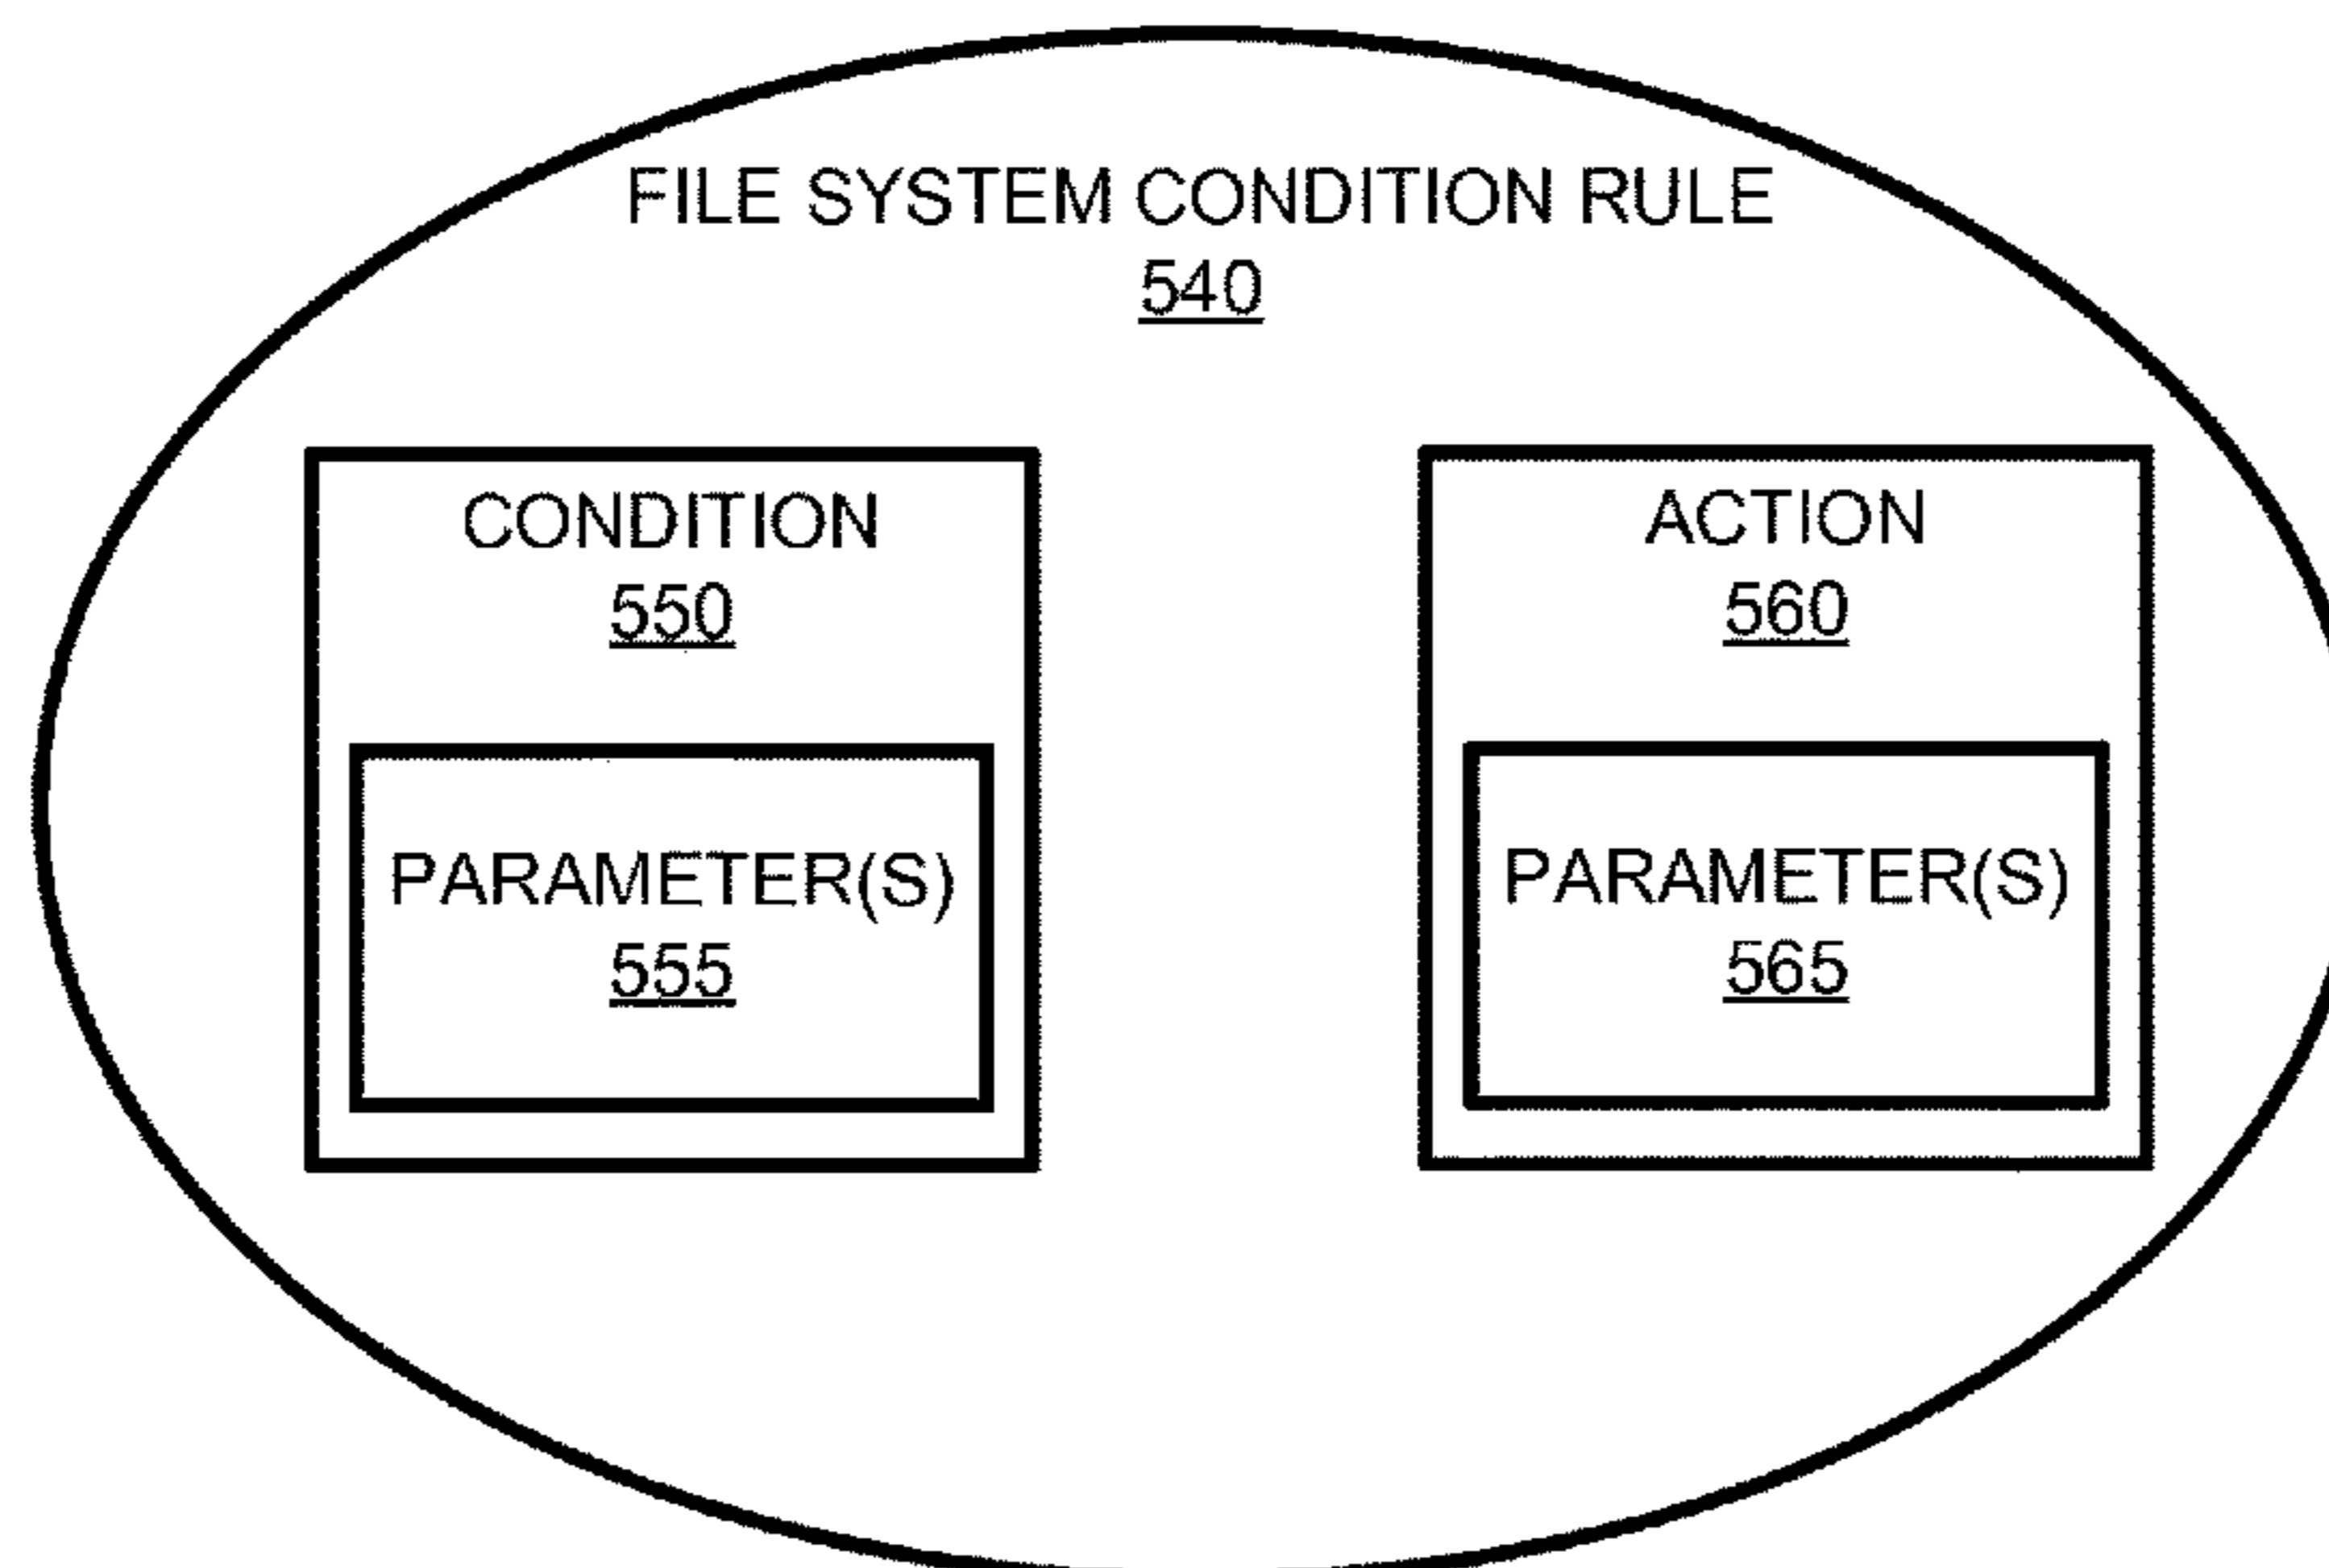 FILE SYSTEM CONDITION RULE
540
CONDITION
550
PARAMETER(S)
555
ACTION
560
PARAMETER(S)
565